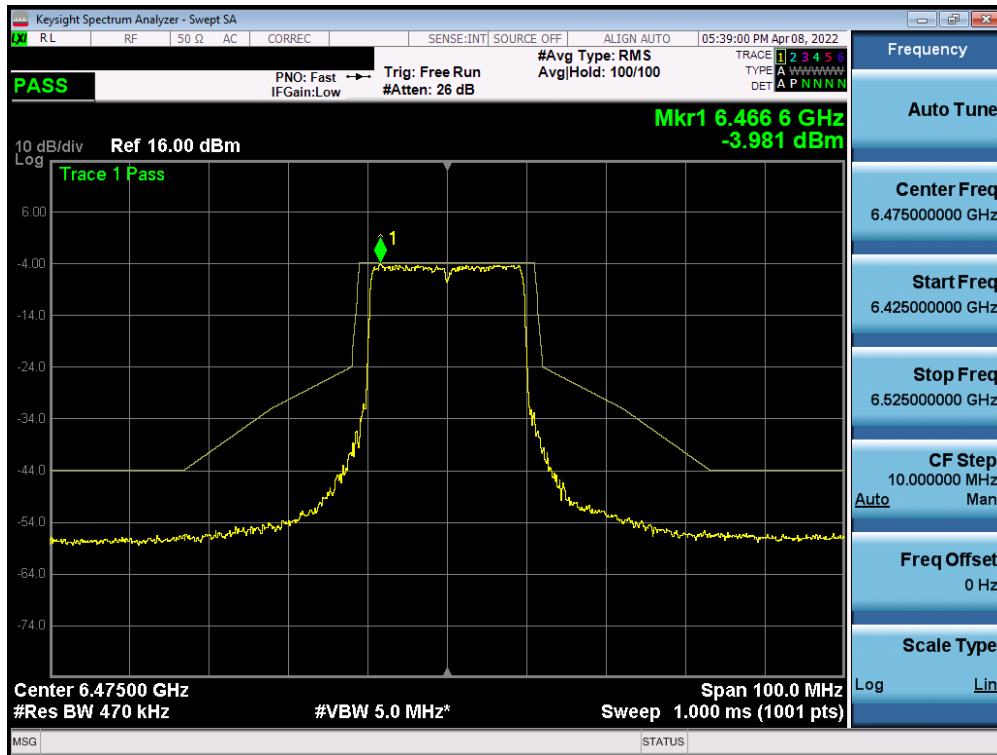 Keysight Spectrum Analyzer - Swept SA
LXI RL RF 50 Ω AC CORREC SENSE:INT SOURCE OFF ALIGN AUTO 05:39:00 PM Apr 08, 2022
PASS
PNO: Fast
IFGain:Low
Trig: Free Run
#Atten: 26 dB
#Avg Type: RMS
Avg|Hold: 100/100
TRACE 1 2 3 4 5 6
TYPE A WWWWW
DET A P N N N N
Mkr1 6.466 6 GHz
-3.981 dBm
10 dB/div Ref 16.00 dBm
Log
Trace 1 Pass
1
6.00
-4.00
-14.0
-24.0
-34.0
-44.0
-54.0
-64.0
-74.0
Center 6.47500 GHz Span 100.0 MHz
#Res BW 470 kHz #VBW 5.0 MHz* Sweep 1.000 ms (1001 pts)
MSG STATUS
Frequency
Auto Tune
Center Freq
6.475000000 GHz
Start Freq
6.425000000 GHz
Stop Freq
6.525000000 GHz
CF Step
10.000000 MHz
Auto Man
Freq Offset
0 Hz
Scale Type
Log Lin